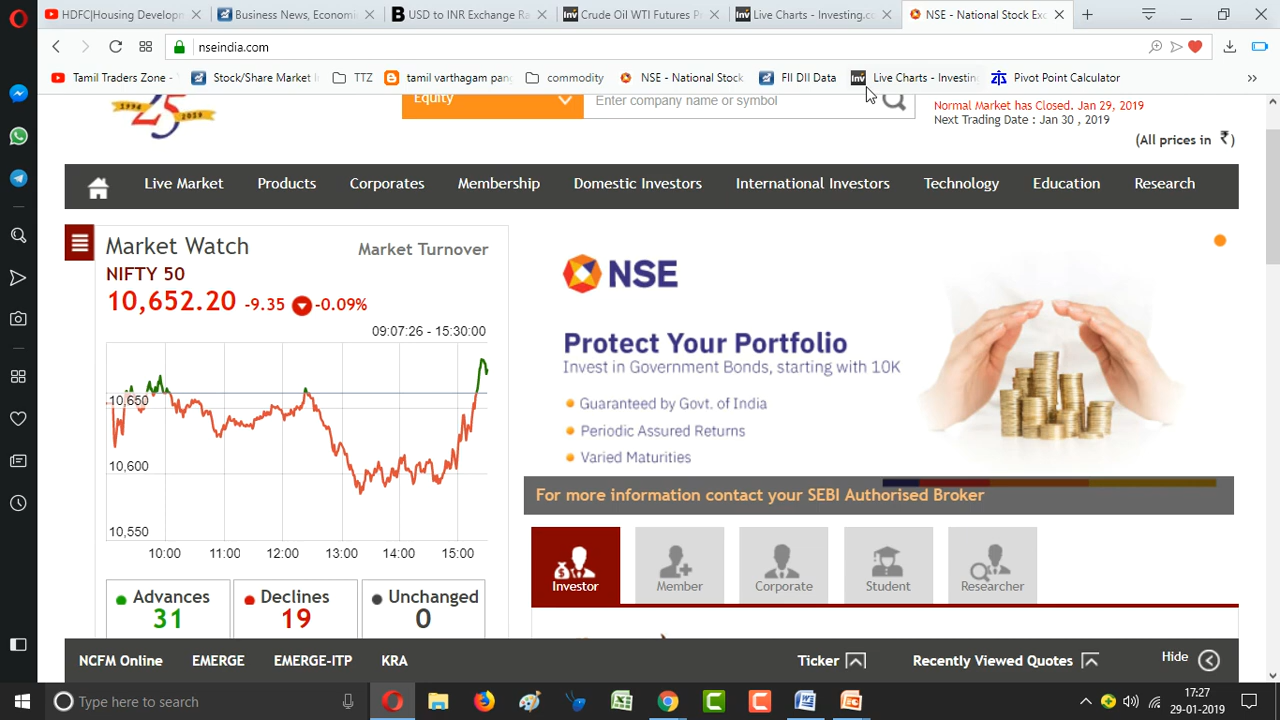 HDFC|Housing Developm
Business News, Economi
USD to INR Exchange Ra
Crude Oil WTI Futures P
Live Charts - Investing.co
NSE - National Stock Exc
nseindia.com
Tamil Traders Zone -
Stock/Share Market I
TTZ
tamil varthagam pan
commodity
NSE - National Stock
FII DII Data
Live Charts - Investin
Pivot Point Calculator
1994 2019
25
Equity
Enter company name or symbol
Normal Market has Closed. Jan 29, 2019
Next Trading Date : Jan 30 , 2019
(All prices in ₹)
Live Market
Products
Corporates
Membership
Domestic Investors
International Investors
Technology
Education
Research
Market Watch
Market Turnover
NIFTY 50
10,652.20 -9.35 -0.09%
09:07:26 - 15:30:00
10,650
10,600
10,550
10:00 11:00 12:00 13:00 14:00 15:00
Advances
31
Declines
19
Unchanged
0
NSE
Protect Your Portfolio
Invest in Government Bonds, starting with 10K
Guaranteed by Govt. of India
Periodic Assured Returns
Varied Maturities
For more information contact your SEBI Authorised Broker
Investor
Member
Corporate
Student
Researcher
NCFM Online
EMERGE
EMERGE-ITP
KRA
Ticker
Recently Viewed Quotes
Hide
Type here to search
17:27
29-01-2019